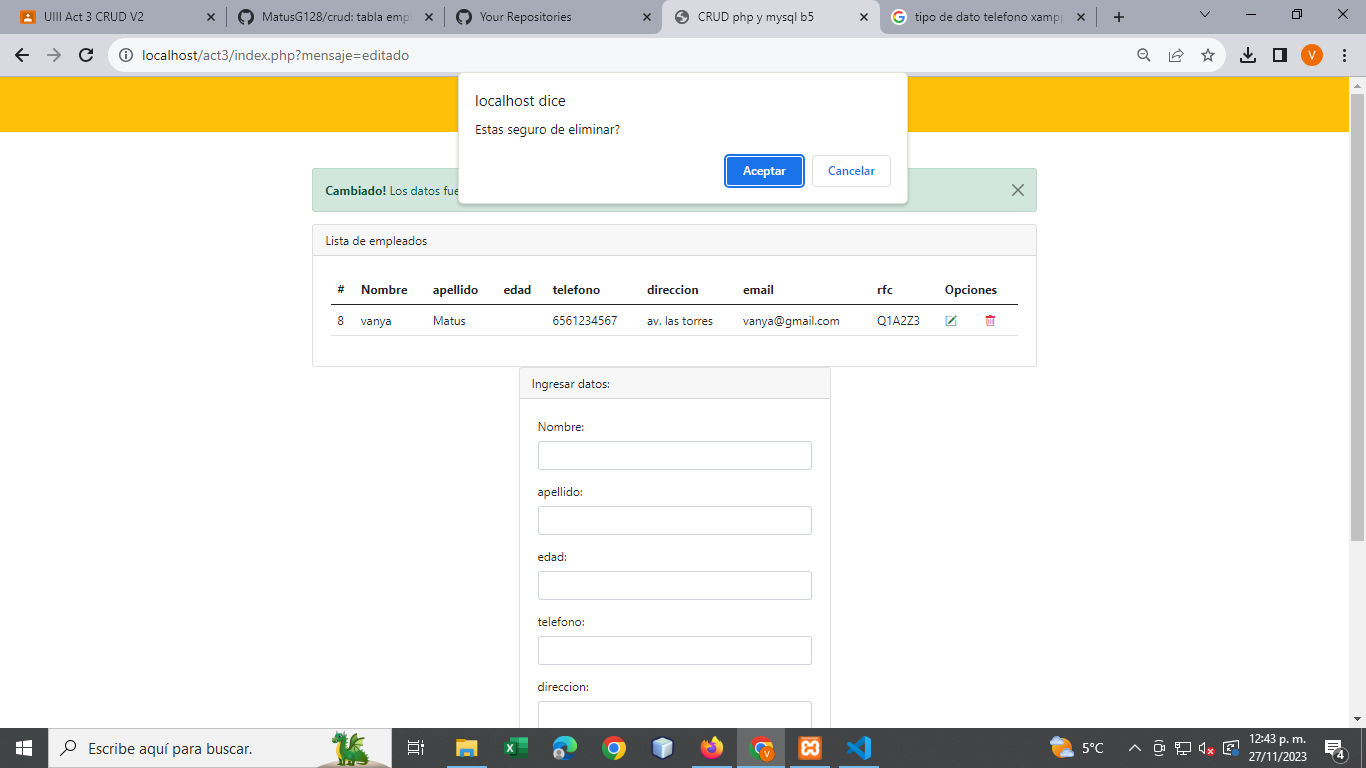 UIII Act 3 CRUD V2
MatusG128/crud: tabla emp
Your Repositories
CRUD php y mysql b5
tipo de dato telefono xampp
localhost/act3/index.php?mensaje=editado
V
localhost dice
Estas seguro de eliminar?
Aceptar
Cancelar
Cambiado! Los datos fue
Lista de empleados
# Nombre apellido edad telefono direccion email rfc Opciones
8 vanya Matus 6561234567 av. las torres vanya@gmail.com Q1A2Z3
Ingresar datos:
Nombre:
apellido:
edad:
telefono:
direccion:
Escribe aquí para buscar.
V
5°C
12:43 p. m.
27/11/2023
4